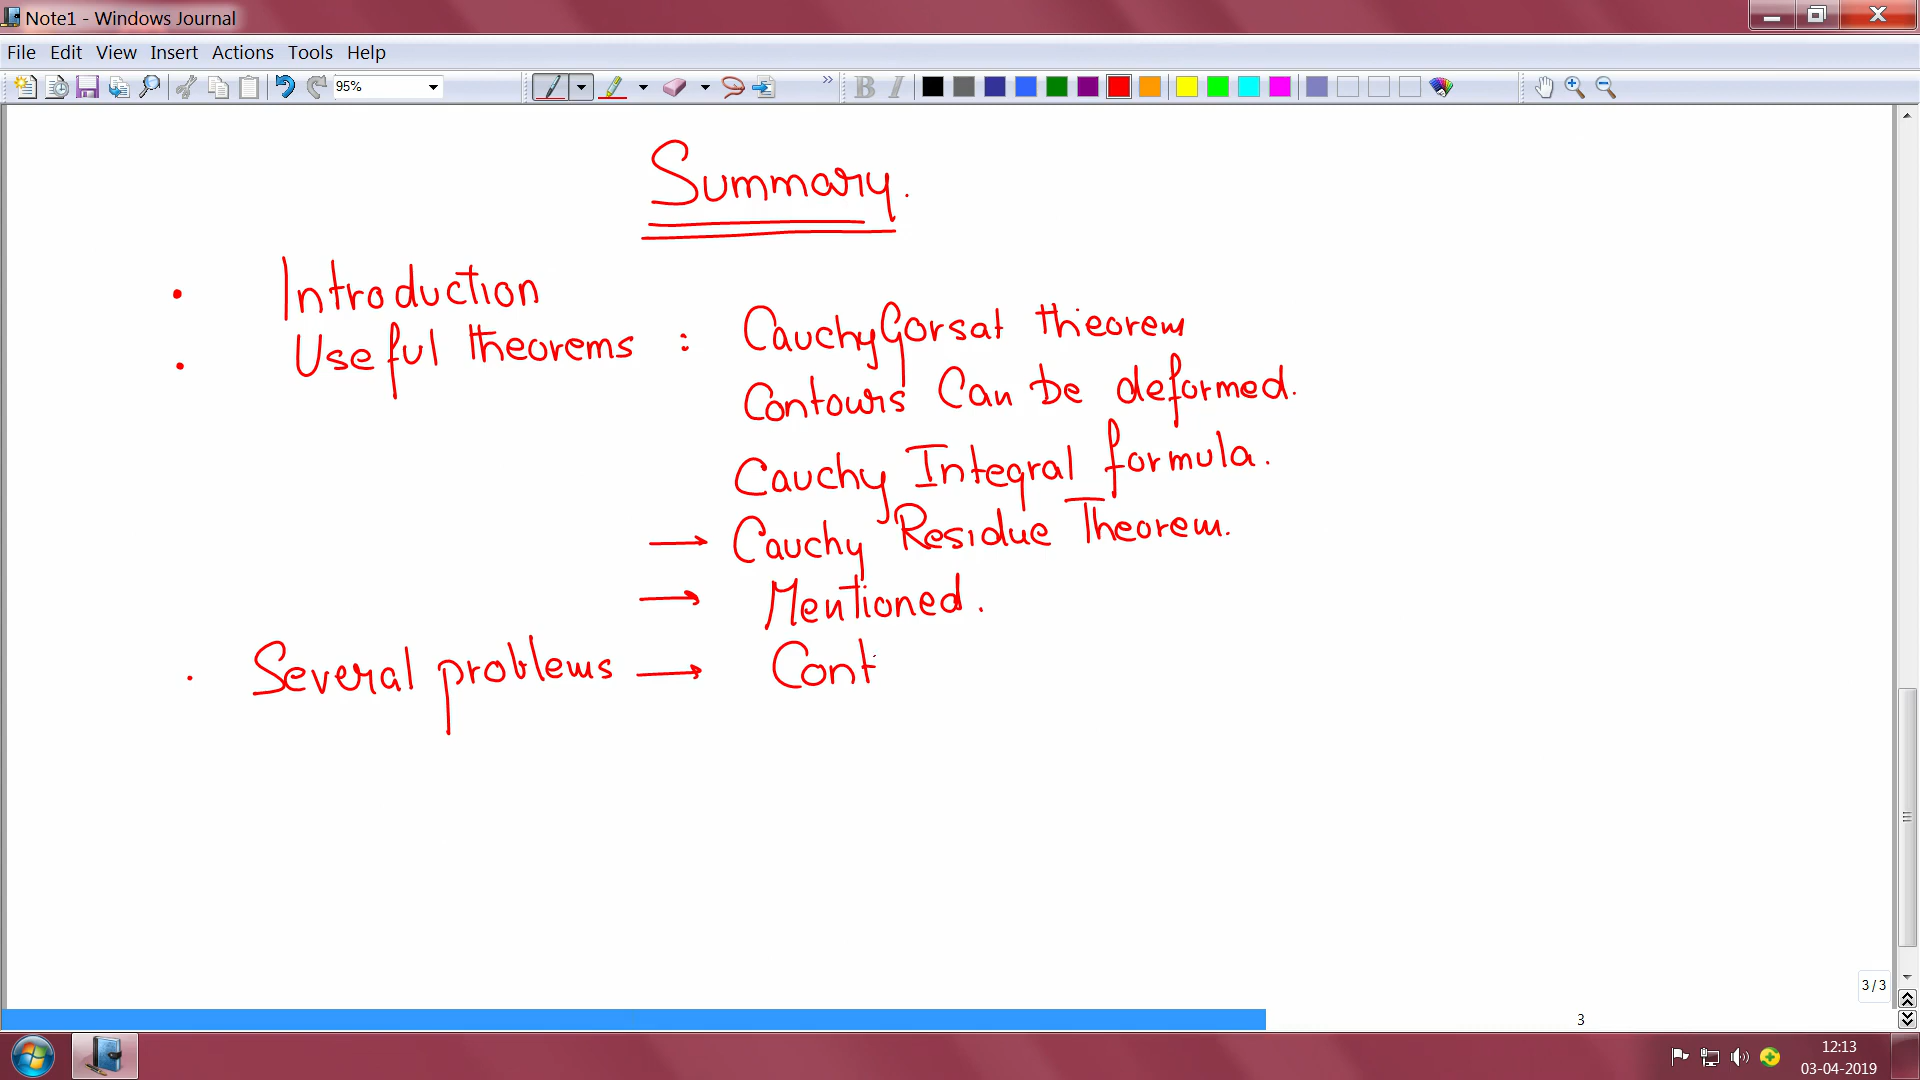 Note1 - Windows Journal
File Edit View Insert Actions Tools Help
95%
Summary.
• Introduction
• Useful theorems : Cauchy Gorsat theorem
Contours Can be deformed.
Cauchy Integral formula.
→ Cauchy Residue Theorem.
→ Mentioned.
• Several problems → Cont
3 / 3
3
12:13
03-04-2019